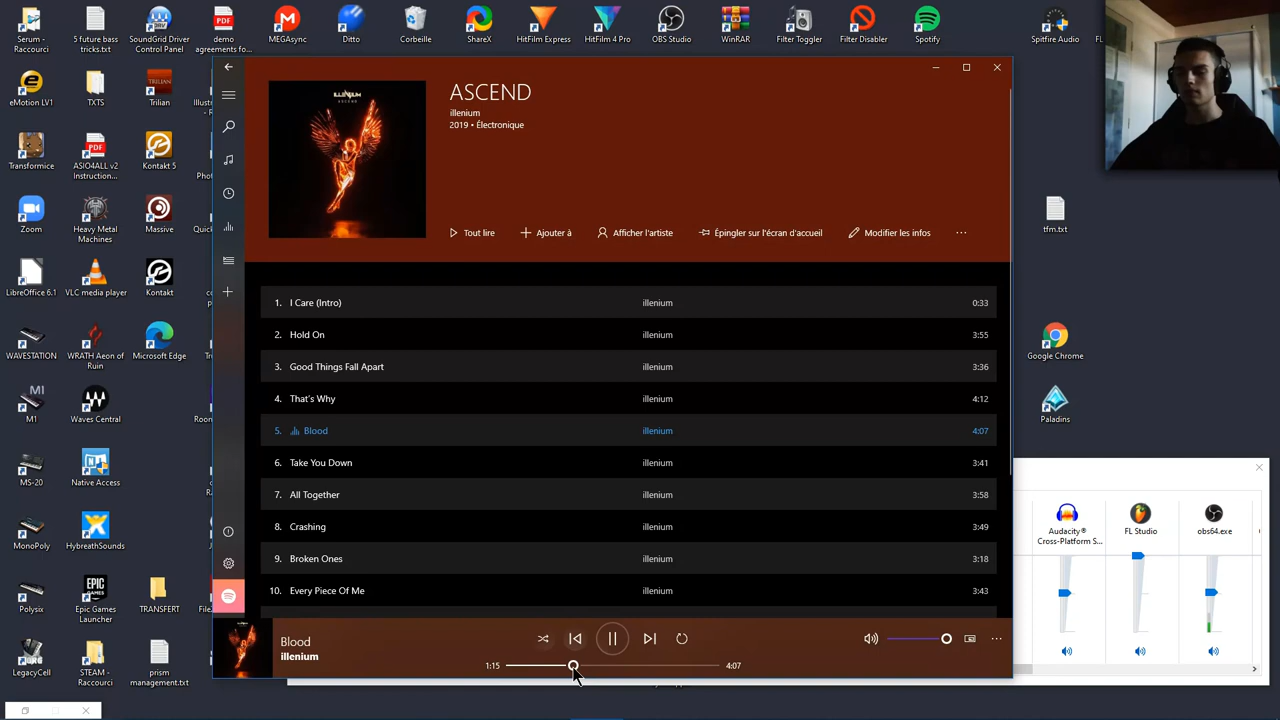 Serum - Raccourci
5 future bass tricks.txt
SoundGrid Driver Control Panel
demo agreements fo...
MEGAsync
Ditto
Corbeille
ShareX
HitFilm Express
HitFilm 4 Pro
OBS Studio
WinRAR
Filter Toggler
Filter Disabler
Spotify
Spitfire Audio
FL
eMotion LV1
TXTS
Trilian
Illust
Transformice
ASIO4ALL v2 Instruction...
Kontakt 5
Zoom
Heavy Metal Machines
Massive
Quick
LibreOffice 6.1
VLC media player
Kontakt
WAVESTATION
WRATH Aeon of Ruin
Microsoft Edge
M1
Waves Central
Room
MS-20
Native Access
MonoPoly
HybreathSounds
Polysix
Epic Games Launcher
TRANSFERT
LegacyCell
STEAM - Raccourci
prism management.txt
tfm.txt
Google Chrome
Paladins
ILLENIUM
ASCEND
ASCEND
illenium
2019 • Électronique
Tout lire
Ajouter à
Afficher l'artiste
Épingler sur l'écran d'accueil
Modifier les infos
1. I Care (Intro) illenium 0:33
2. Hold On illenium 3:55
3. Good Things Fall Apart illenium 3:36
4. That's Why illenium 4:12
5. Blood illenium 4:07
6. Take You Down illenium 3:41
7. All Together illenium 3:58
8. Crashing illenium 3:49
9. Broken Ones illenium 3:18
10. Every Piece Of Me illenium 3:43
Blood
illenium
1:15
4:07
Audacity® Cross-Platform S...
FL Studio
obs64.exe